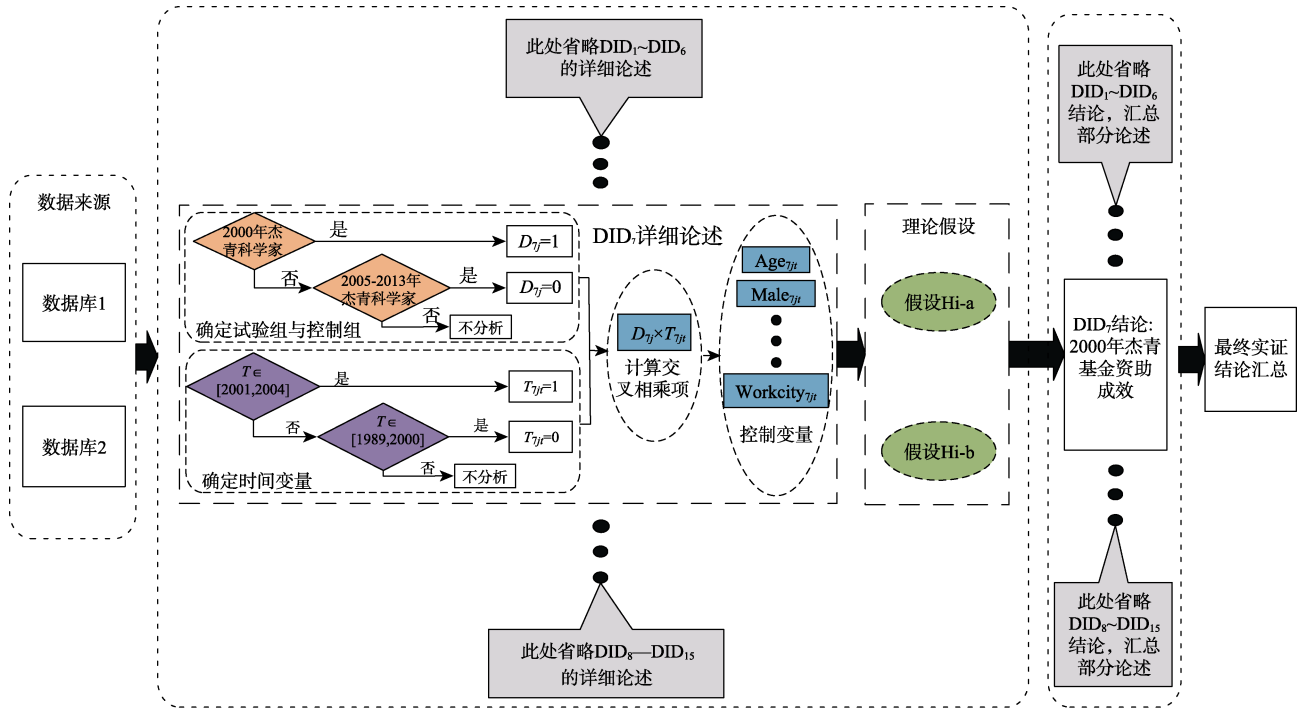 数据来源
数据库1
数据库2
此处省略DID₁~DID₆
的详细论述
2000年杰
青科学家
是
D₇ⱼ=1
否
2005-2013年
杰青科学家
是
D₇ⱼ=0
否
不分析
确定试验组与控制组
T∈
[2001,2004]
是
T₇ⱼₜ=1
否
T∈
[1989,2000]
是
T₇ⱼₜ=0
否
不分析
确定时间变量
DID₇详细论述
D₇ⱼ×T₇ⱼₜ
计算交
叉相乘项
Age₇ⱼₜ
Male₇ⱼₜ
Workcity₇ⱼₜ
控制变量
此处省略DID₈—DID₁₅
的详细论述
理论假设
假设Hi-a
假设Hi-b
此处省略
DID₁~DID₆
结论，汇总
部分论述
DID₇结论:
2000年杰青
基金资助
成效
此处省略
DID₈~DID₁₅
结论，汇总
部分论述
最终实证
结论汇总